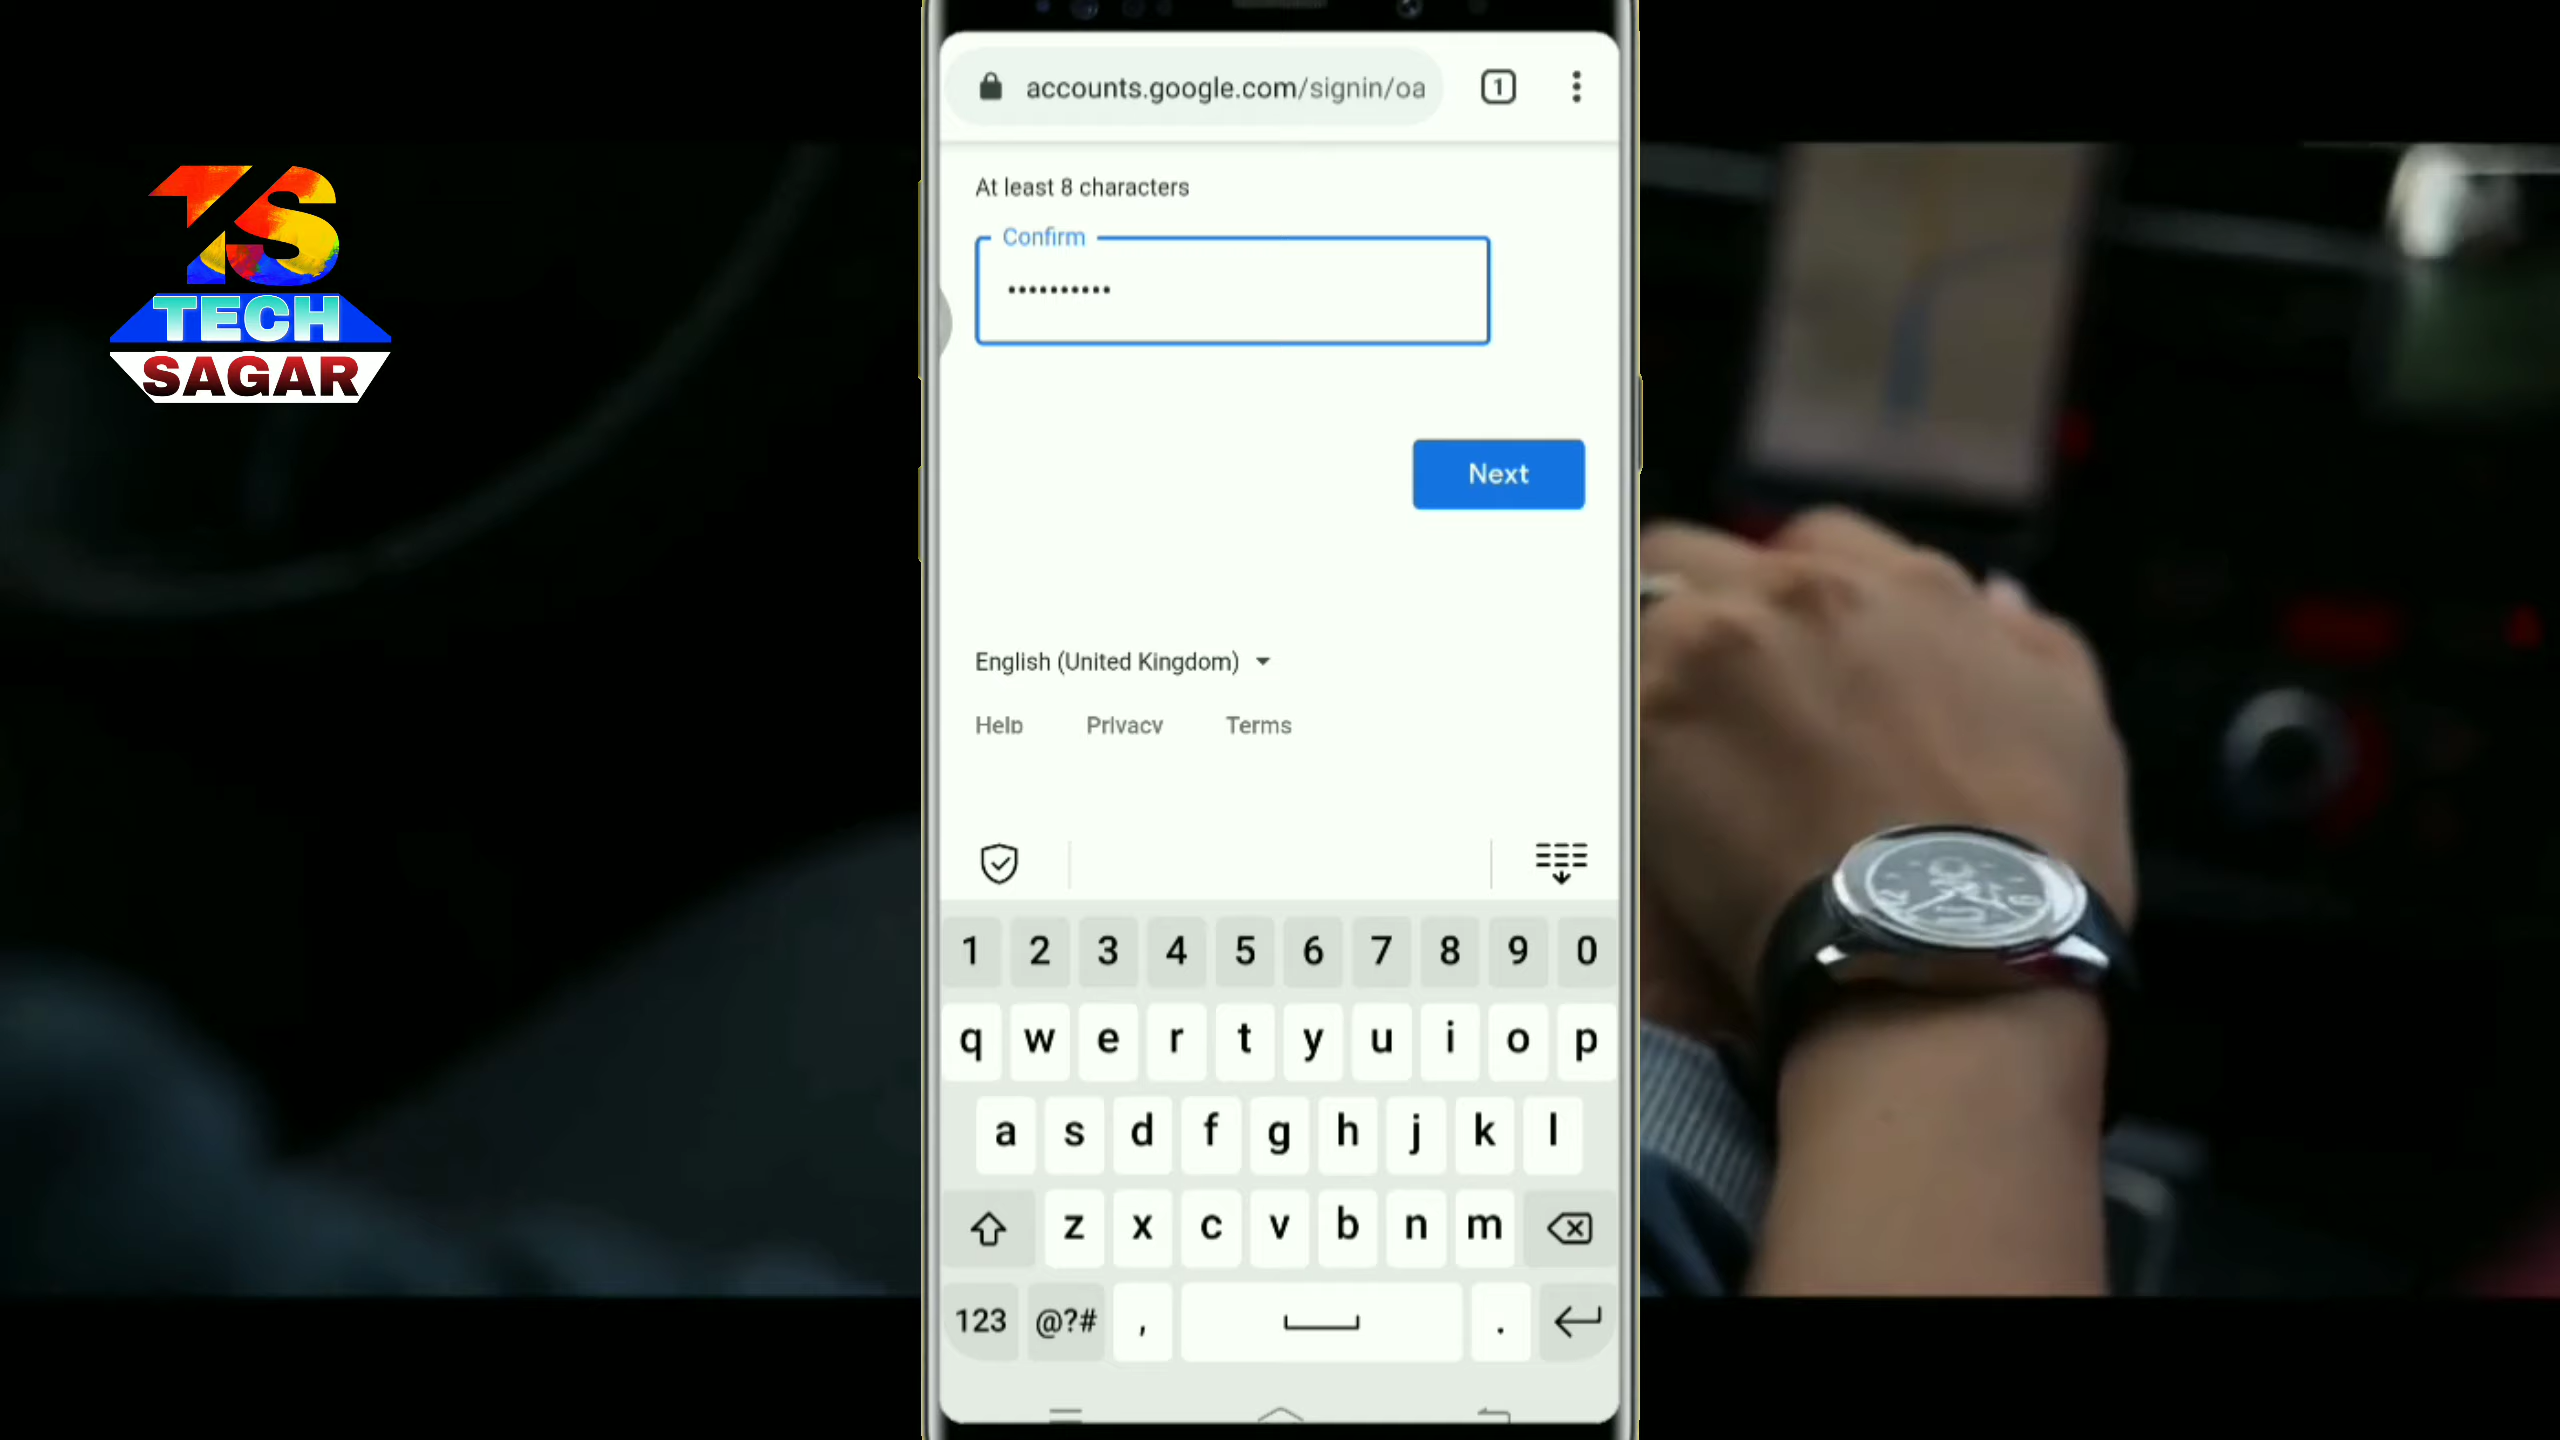 TS
TECH
SAGAR
accounts.google.com/signin/oa
1
At least 8 characters
Confirm
••••••••••
Next
English (United Kingdom)
Help Privacy Terms
1 2 3 4 5 6 7 8 9 0
q w e r t y u i o p
a s d f g h j k l
z x c v b n m
123 @?# , .